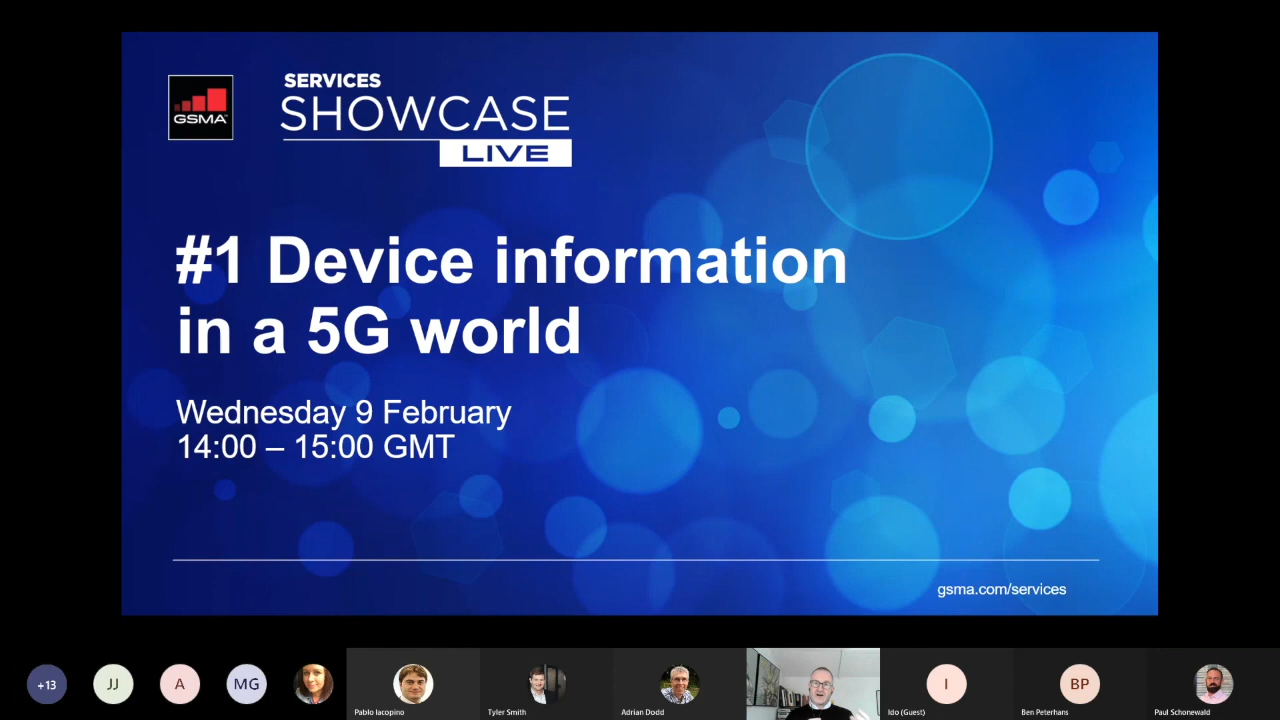 GSMA
SERVICES
SHOWCASE
LIVE
#1 Device information
in a 5G world
Wednesday 9 February
14:00 – 15:00 GMT
gsma.com/services
+13
JJ
A
MG
Pablo Iacopino
Tyler Smith
Adrian Dodd
I
Ido (Guest)
BP
Ben Peterhans
Paul Schonewald